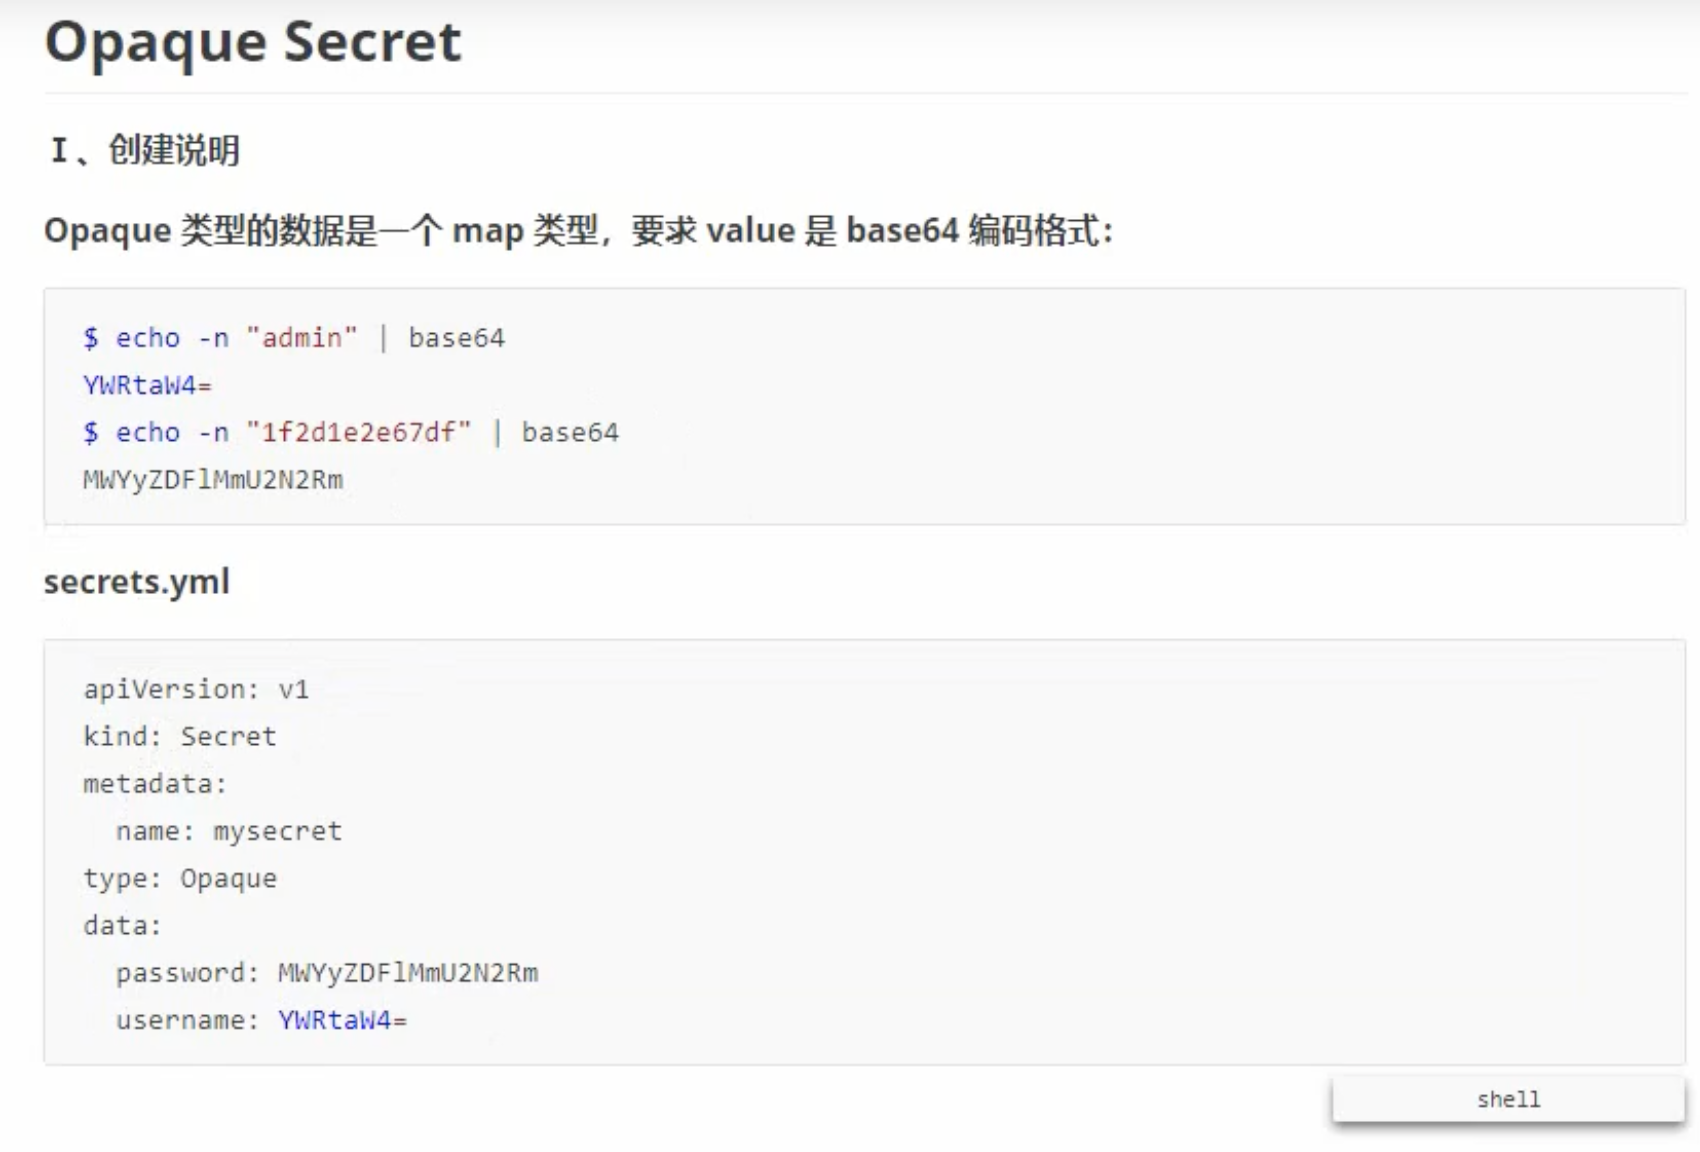 Opaque Secret
Ⅰ、创建说明
Opaque 类型的数据是一个 map 类型，要求 value 是 base64 编码格式：
$ echo -n "admin" | base64
YWRtaW4=
$ echo -n "1f2d1e2e67df" | base64
MWYyZDFlMmU2N2Rm
secrets.yml
apiVersion: v1
kind: Secret
metadata:
  name: mysecret
type: Opaque
data:
  password: MWYyZDFlMmU2N2Rm
  username: YWRtaW4=
shell